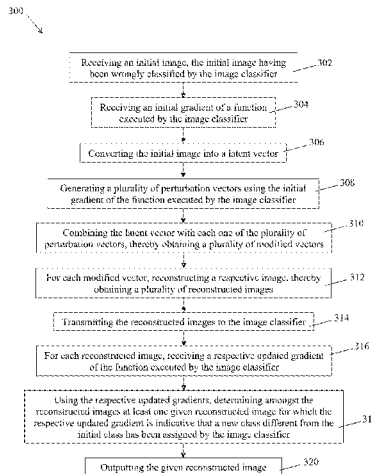 300
Receiving an initial image, the initial image having
been wrongly classified by the image classifier
302
Receiving an initial gradient of a function
executed by the image classifier
304
Converting the initial image into a latent vector
306
Generating a plurality of perturbation vectors using the initial
gradient of the function executed by the image classifier
308
Combining the latent vector with each one of the plurality of
perturbation vectors, thereby obtaining a plurality of modified vectors
310
For each modified vector, reconstructing a respective image, thereby
obtaining a plurality of reconstructed images
312
Transmitting the reconstructed images to the image classifier
314
For each reconstructed image, receiving a respective updated gradient
of the function executed by the image classifier
316
Using the respective updated gradients, determining amongst the
reconstructed images at least one given reconstructed image for which the
respective updated gradient is indicative that a new class different from the
initial class has been assigned by the image classifier
31
Outputting the given reconstructed image
320